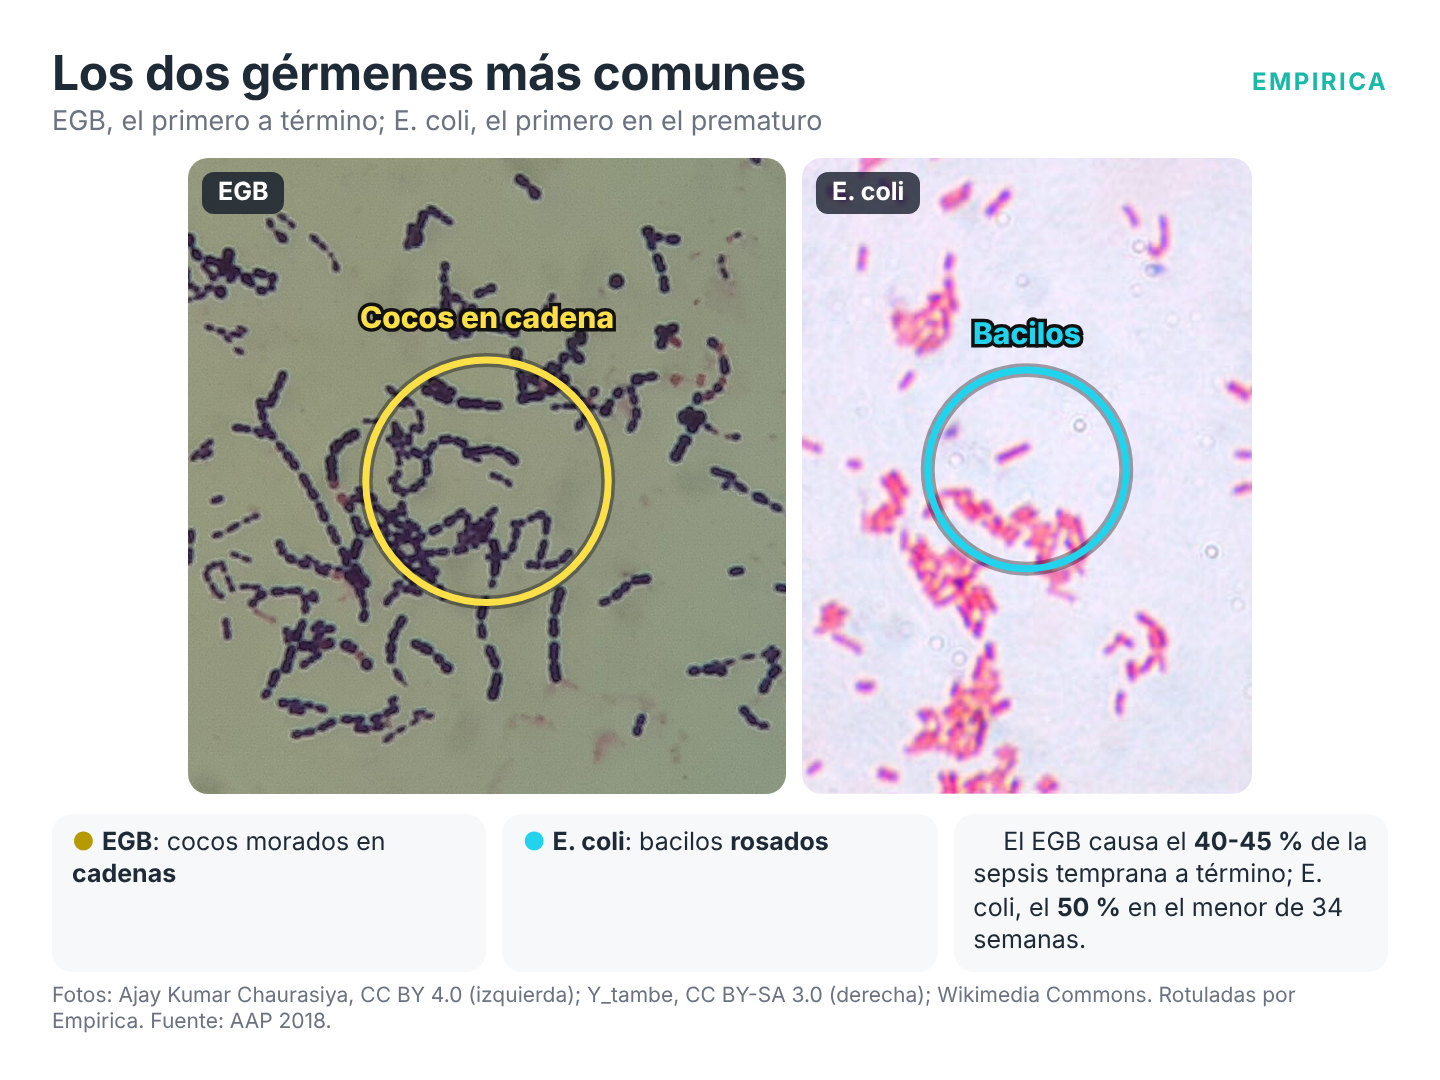 Los dos gérmenes más comunes
EMPIRICA
EGB, el primero a término; E. coli, el primero en el prematuro
EGB
Cocos en cadena
E. coli
Bacilos
EGB: cocos morados en
cadenas
E. coli: bacilos rosados
El EGB causa el 40-45 % de la
sepsis temprana a término; E.
coli, el 50 % en el menor de 34
semanas.
Fotos: Ajay Kumar Chaurasiya, CC BY 4.0 (izquierda); Y_tambe, CC BY-SA 3.0 (derecha); Wikimedia Commons. Rotuladas por
Empirica. Fuente: AAP 2018.